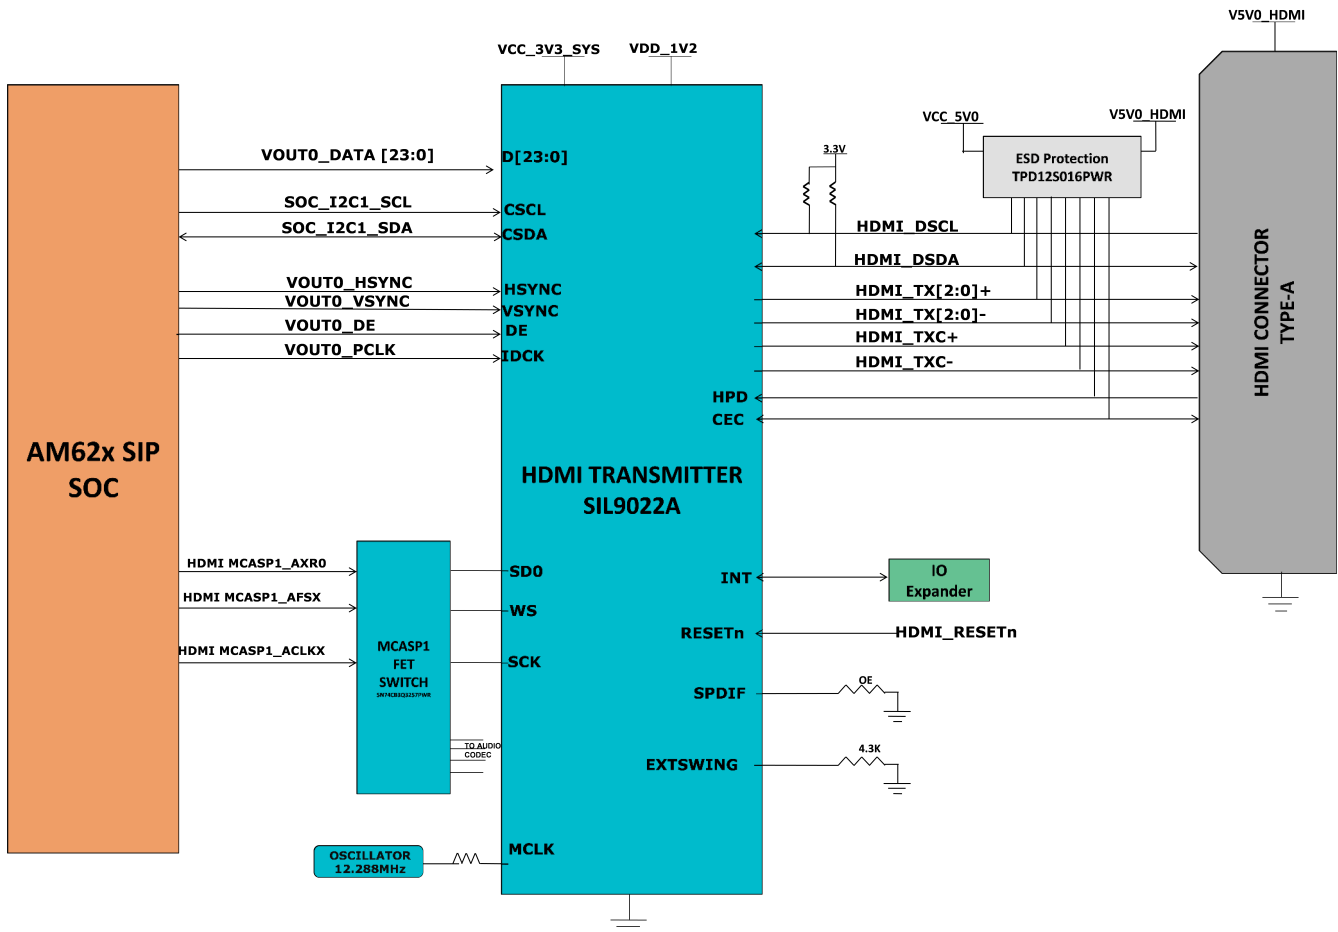 V5V0_HDMI
VCC_3V3_SYS
VDD_1V2
VCC_5V0
V5V0_HDMI
ESD Protection
TPD12S016PWR
3.3V
VOUT0_DATA [23:0]
D[23:0]
SOC_I2C1_SCL
CSCL
SOC_I2C1_SDA
CSDA
VOUT0_HSYNC
HSYNC
VOUT0_VSYNC
VSYNC
VOUT0_DE
DE
VOUT0_PCLK
IDCK
HDMI_DSCL
HDMI_DSDA
HDMI_TX[2:0]+
HDMI_TX[2:0]-
HDMI_TXC+
HDMI_TXC-
HPD
CEC
HDMI CONNECTOR
TYPE-A
AM62x SIP
SOC
HDMI TRANSMITTER
SIL9022A
HDMI MCASP1_AXR0
SD0
HDMI MCASP1_AFSX
WS
HDMI MCASP1_ACLKX
SCK
MCASP1
FET
SWITCH
SN74CB3Q3257PWR
TO AUDIO
CODEC
INT
IO
Expander
RESETn
HDMI_RESETn
SPDIF
OE
EXTSWING
4.3K
OSCILLATOR
12.288MHz
MCLK